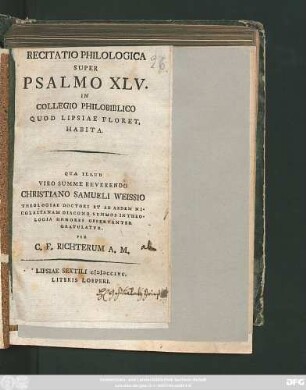 RECITATIO PHILOLOGICA
SUPER
PSALMO XLV.
IN
COLLEGIO PHILOBIBLICO
QUOD LIPSIAE FLORET,
HABITA
QUA ILLUD
VIRO SUMME REVERENDO
CHRISTIANO SAMUELI WEISSIO
THEOLOGIAE DOCTORI ET AD AEDEM NI-
COLAITANAM DIACONO SUMMOS IN THEO-
LOGIA HONORES
GRATULATUR
PER
C. F. RICHTERUM A. M.
LIPSIAE SEXTILI
LITERIS LOEPERI.